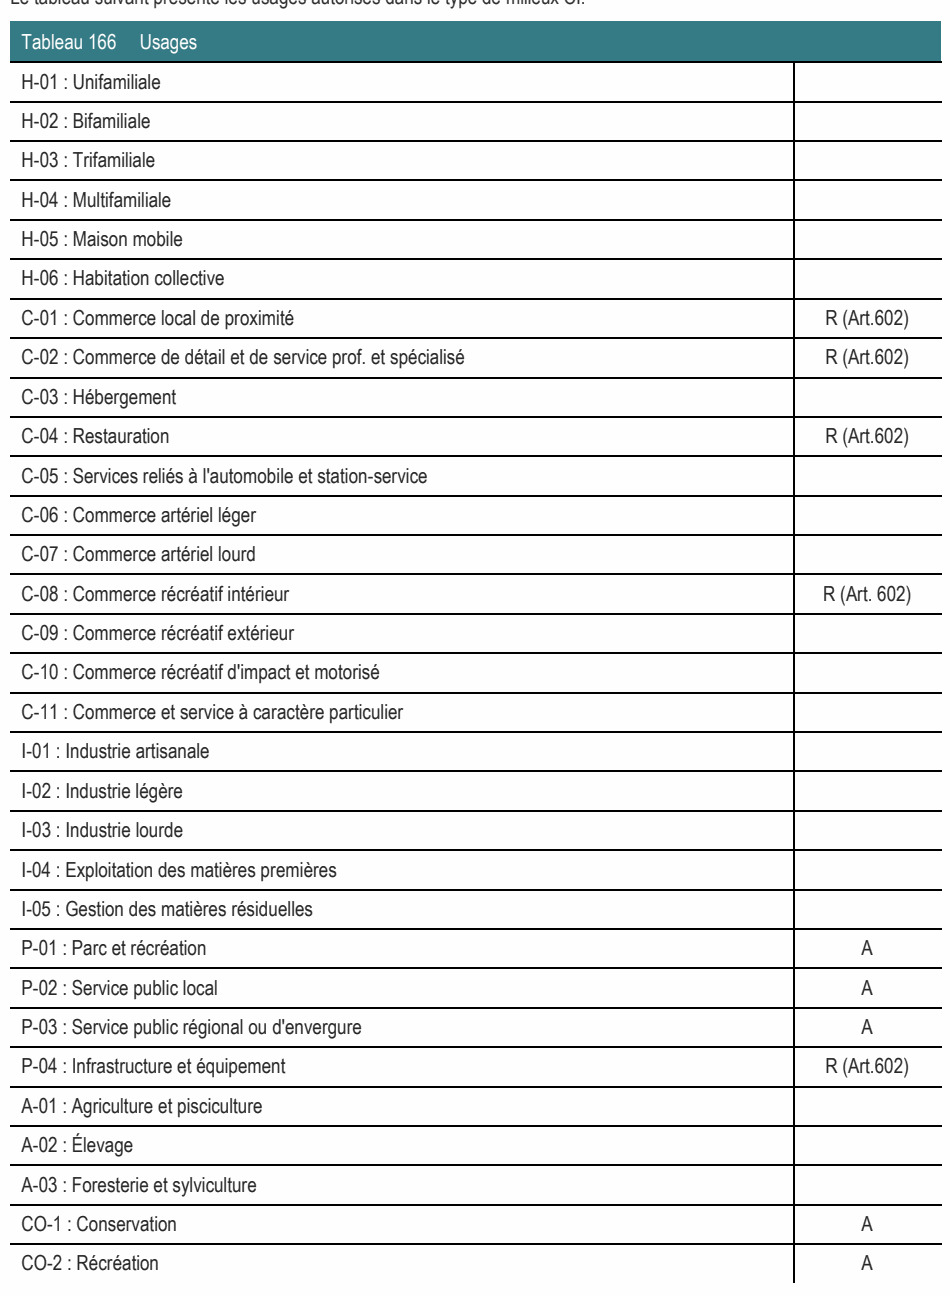 Le tableau suivant présente les usages autorisés dans le type de milieux CI.
Tableau 166 Usages
H-01 : Unifamiliale
H-02 : Bifamiliale
H-03 : Trifamiliale
H-04 : Multifamiliale
H-05 : Maison mobile
H-06 : Habitation collective
C-01 : Commerce local de proximité R (Art.602)
C-02 : Commerce de détail et de service prof. et spécialisé R (Art.602)
C-03 : Hébergement
C-04 : Restauration R (Art.602)
C-05 : Services reliés à l'automobile et station-service
C-06 : Commerce artériel léger
C-07 : Commerce artériel lourd
C-08 : Commerce récréatif intérieur R (Art. 602)
C-09 : Commerce récréatif extérieur
C-10 : Commerce récréatif d'impact et motorisé
C-11 : Commerce et service à caractère particulier
I-01 : Industrie artisanale
I-02 : Industrie légère
I-03 : Industrie lourde
I-04 : Exploitation des matières premières
I-05 : Gestion des matières résiduelles
P-01 : Parc et récréation A
P-02 : Service public local A
P-03 : Service public régional ou d'envergure A
P-04 : Infrastructure et équipement R (Art.602)
A-01 : Agriculture et pisciculture
A-02 : Élevage
A-03 : Foresterie et sylviculture
CO-1 : Conservation A
CO-2 : Récréation A